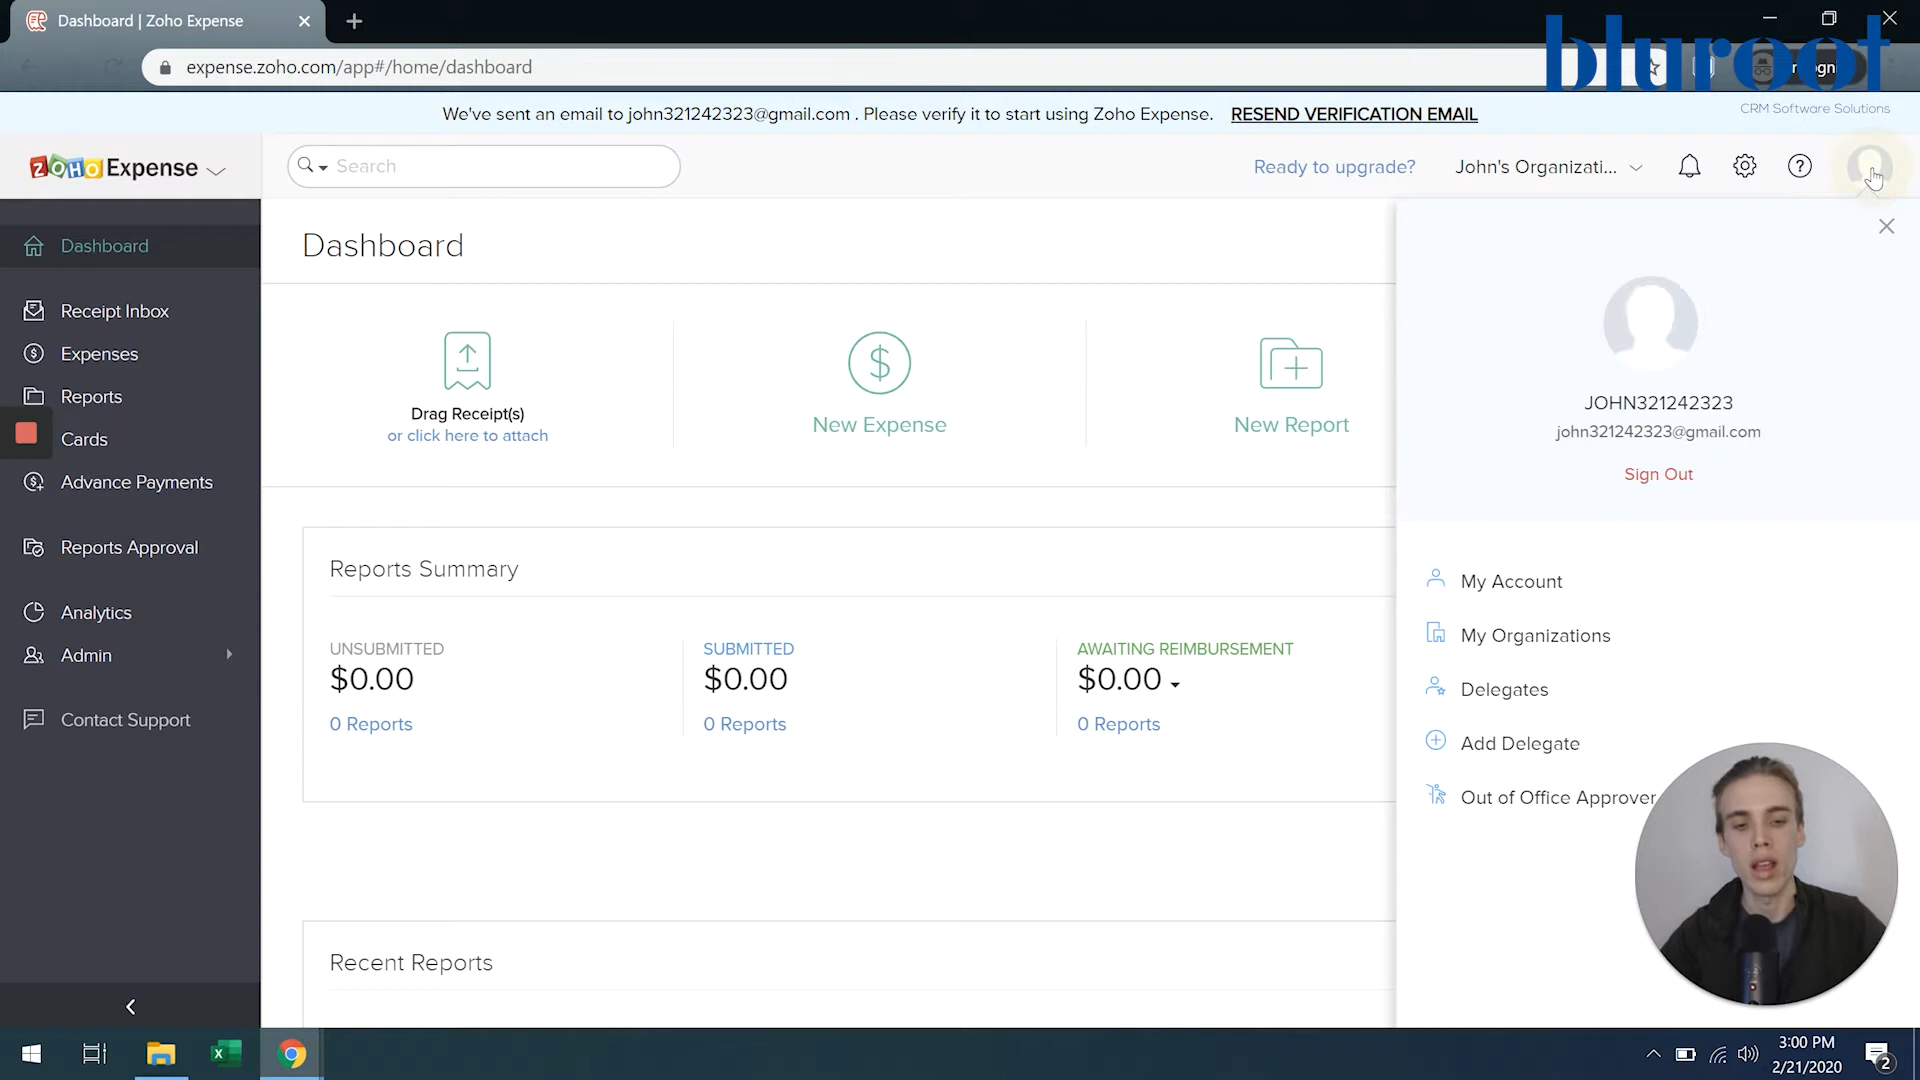 Dashboard | Zoho Expense
expense.zoho.com/app#/home/dashboard
bluroot
CRM Software Solutions
We've sent an email to john321242323@gmail.com . Please verify it to start using Zoho Expense. RESEND VERIFICATION EMAIL
ZOHO Expense
Search
Ready to upgrade?
John's Organizati...
Dashboard
Receipt Inbox
Expenses
Reports
Cards
Advance Payments
Reports Approval
Analytics
Admin
Contact Support
Dashboard
Drag Receipt(s)
or click here to attach
New Expense
New Report
Reports Summary
UNSUBMITTED
$0.00
0 Reports
SUBMITTED
$0.00
0 Reports
AWAITING REIMBURSEMENT
$0.00
0 Reports
Recent Reports
JOHN321242323
john321242323@gmail.com
Sign Out
My Account
My Organizations
Delegates
Add Delegate
Out of Office Approver
3:00 PM
2/21/2020
2